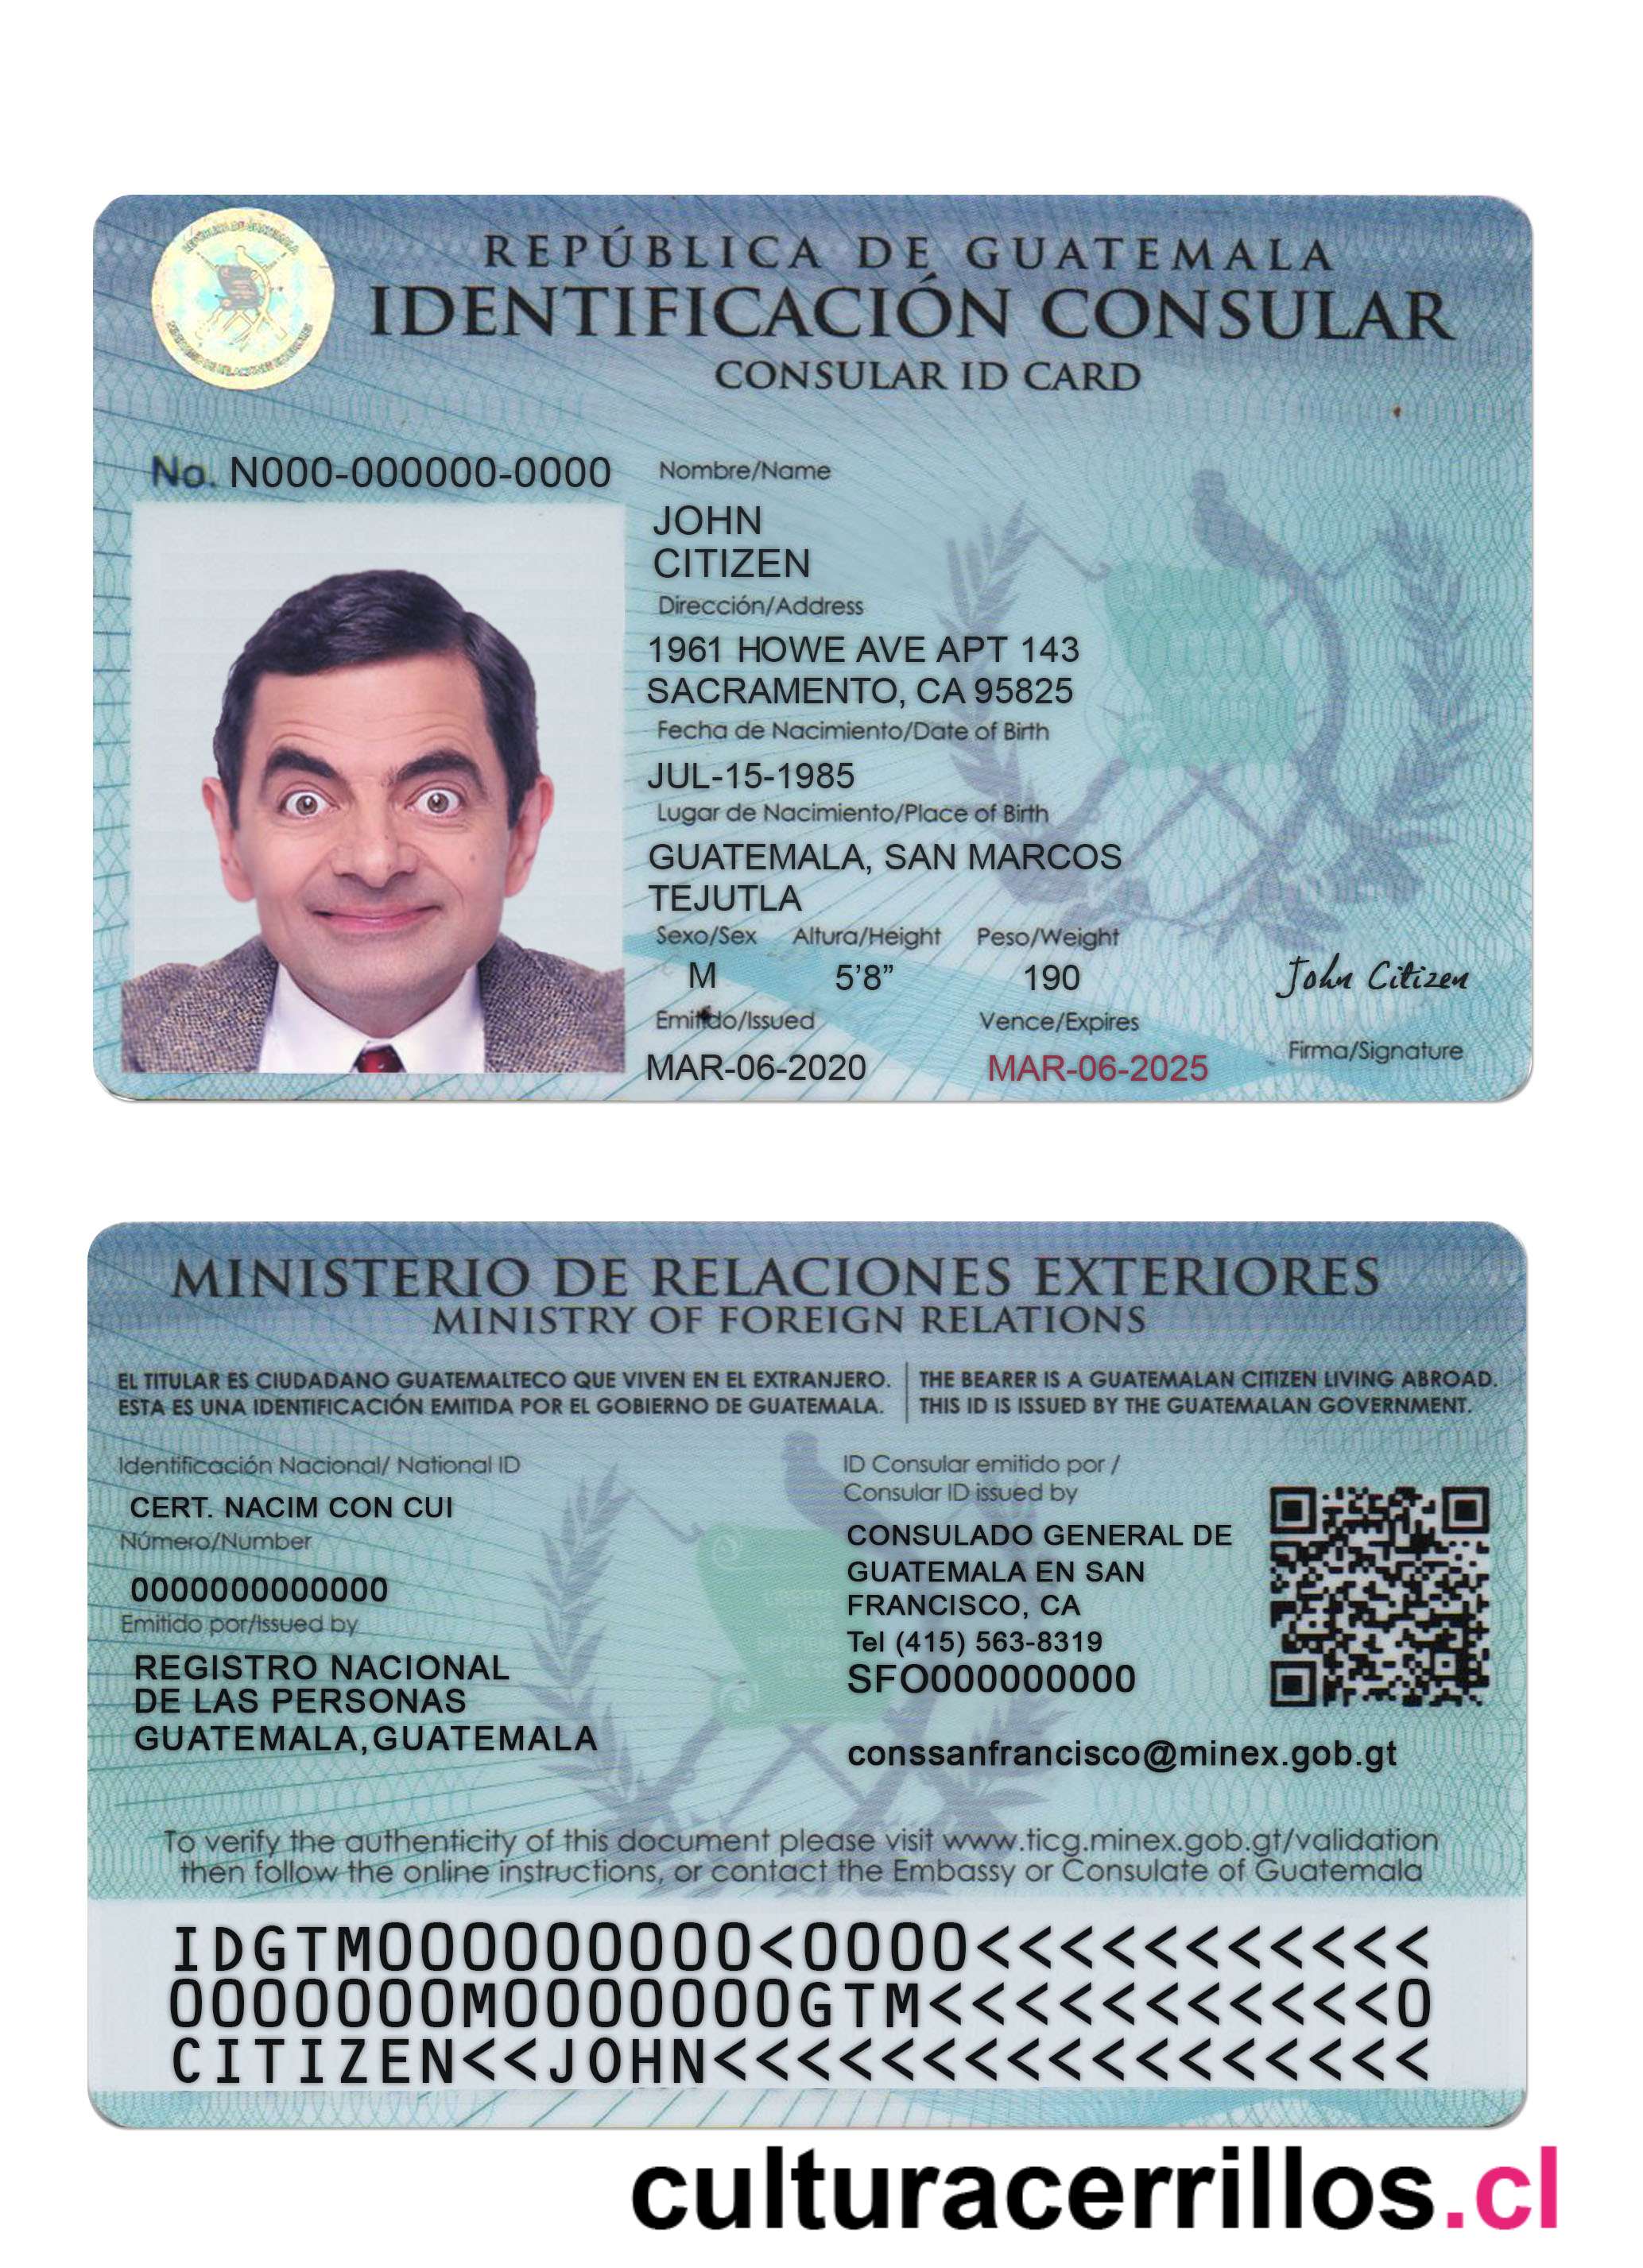 REPÚBLICA DE GUATEMALA
IDENTIFICACIÓN CONSULAR
CONSULAR ID CARD
No. N000-000000-0000
Nombre/Name
JOHN
CITIZEN
Dirección/Address
1961 HOWE AVE APT 143
SACRAMENTO, CA 95825
Fecha de Nacimiento/Date of Birth
JUL-15-1985
Lugar de Nacimiento/Place of Birth
GUATEMALA, SAN MARCOS
TEJUTLA
Sexo/Sex Altura/Height Peso/Weight
M 5’8” 190
John Citizen
Emitido/Issued Vence/Expires
Firma/Signature
MAR-06-2020 MAR-06-2025
MINISTERIO DE RELACIONES EXTERIORES
MINISTRY OF FOREIGN RELATIONS
EL TITULAR ES CIUDADANO GUATEMALTECO QUE VIVEN EN EL EXTRANJERO.
ESTA ES UNA IDENTIFICACIÓN EMITIDA POR EL GOBIERNO DE GUATEMALA.
THE BEARER IS A GUATEMALAN CITIZEN LIVING ABROAD.
THIS ID IS ISSUED BY THE GUATEMALAN GOVERNMENT.
Identificación Nacional/ National ID
CERT. NACIM CON CUI
Número/Number
0000000000000
Emitido por/Issued by
REGISTRO NACIONAL
DE LAS PERSONAS
GUATEMALA,GUATEMALA
ID Consular emitido por /
Consular ID issued by
CONSULADO GENERAL DE
GUATEMALA EN SAN
FRANCISCO, CA
Tel (415) 563-8319
SFO000000000
conssanfrancisco@minex.gob.gt
To verify the authenticity of this document please visit www.ticg.minex.gob.gt/validation
then follow the online instructions, or contact the Embassy or Consulate of Guatemala
IDGTM000000000<0000<<<<<<<<<<<
0000000M0000000GTM<<<<<<<<<<<0
CITIZEN<<JOHN<<<<<<<<<<<<<<<<<
culturacerrillos.cl